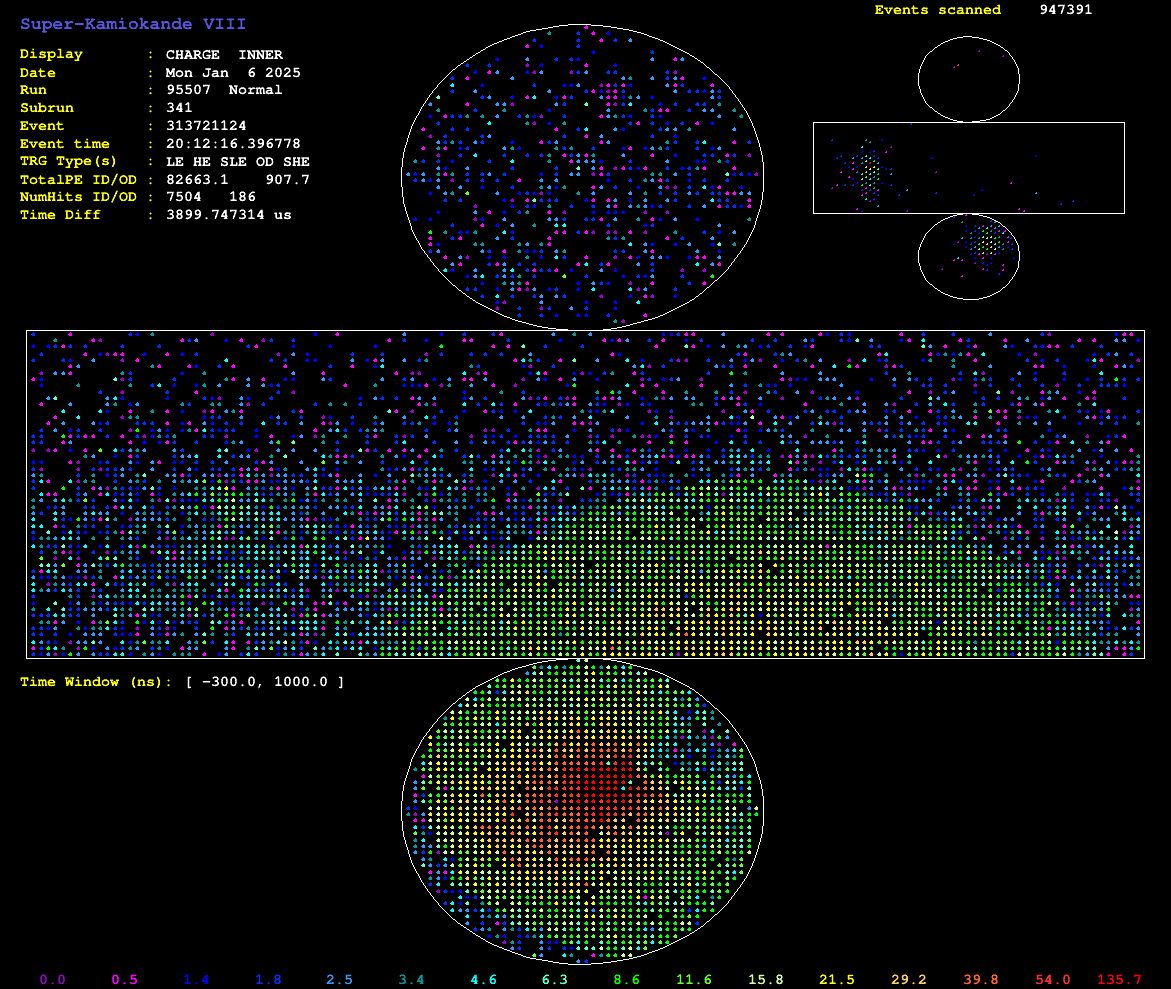 Super-Kamiokande VIII
Events scanned 947391
Display : CHARGE INNER
Date : Mon Jan 6 2025
Run : 95507 Normal
Subrun : 341
Event : 313721124
Event time : 20:12:16.396778
TRG Type(s) : LE HE SLE OD SHE
TotalPE ID/OD : 82663.1 907.7
NumHits ID/OD : 7504 186
Time Diff : 3899.747314 us
Time Window (ns): [ -300.0, 1000.0 ]
0.0 0.5 1.4 1.8 2.5 3.4 4.6 6.3 8.6 11.6 15.8 21.5 29.2 39.8 54.0 135.7